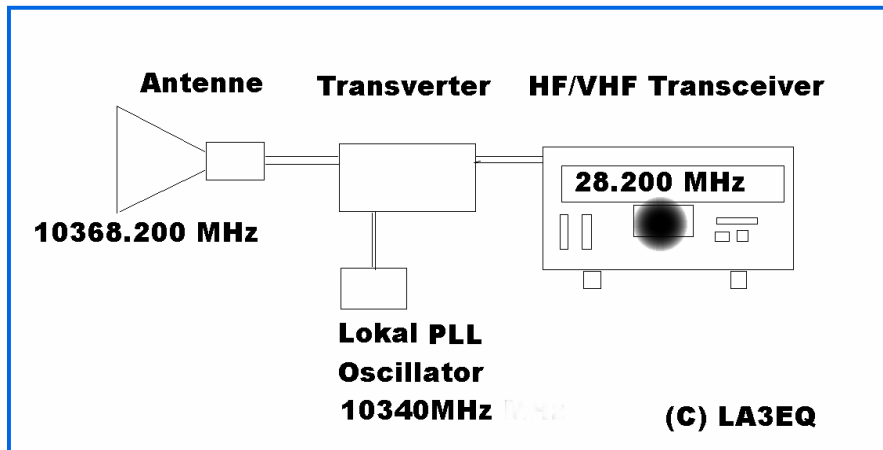 Antenne
Transverter
HF/VHF Transceiver
28.200 MHz
10368.200 MHz
Lokal PLL
Oscillator
10340MHz
(C) LA3EQ